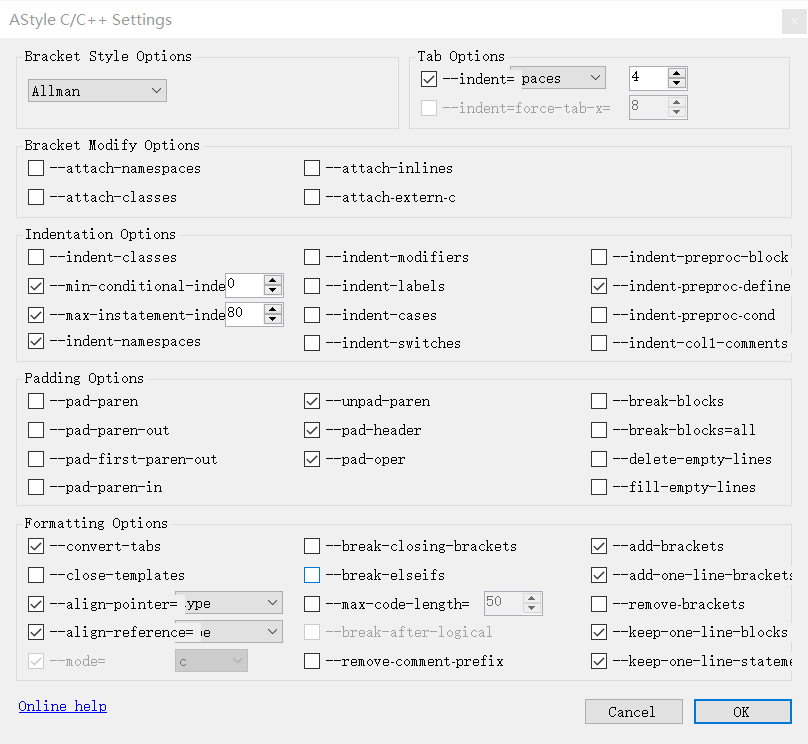 AStyle C/C++ Settings
Bracket Style Options
Allman
Tab Options
--indent= paces 4
--indent=force-tab-x= 8
Bracket Modify Options
--attach-namespaces --attach-inlines
--attach-classes --attach-extern-c
Indentation Options
--indent-classes --indent-modifiers --indent-preproc-block
--min-conditional-inde 0 --indent-labels --indent-preproc-define
--max-instatement-inde 80 --indent-cases --indent-preproc-cond
--indent-namespaces --indent-switches --indent-col1-comments
Padding Options
--pad-paren --unpad-paren --break-blocks
--pad-paren-out --pad-header --break-blocks=all
--pad-first-paren-out --pad-oper --delete-empty-lines
--pad-paren-in --fill-empty-lines
Formatting Options
--convert-tabs --break-closing-brackets --add-brackets
--close-templates --break-elseifs --add-one-line-brackets
--align-pointer= ype --max-code-length= 50 --remove-brackets
--align-reference= e --break-after-logical --keep-one-line-blocks
--mode= c --remove-comment-prefix --keep-one-line-stateme
Online help
Cancel OK